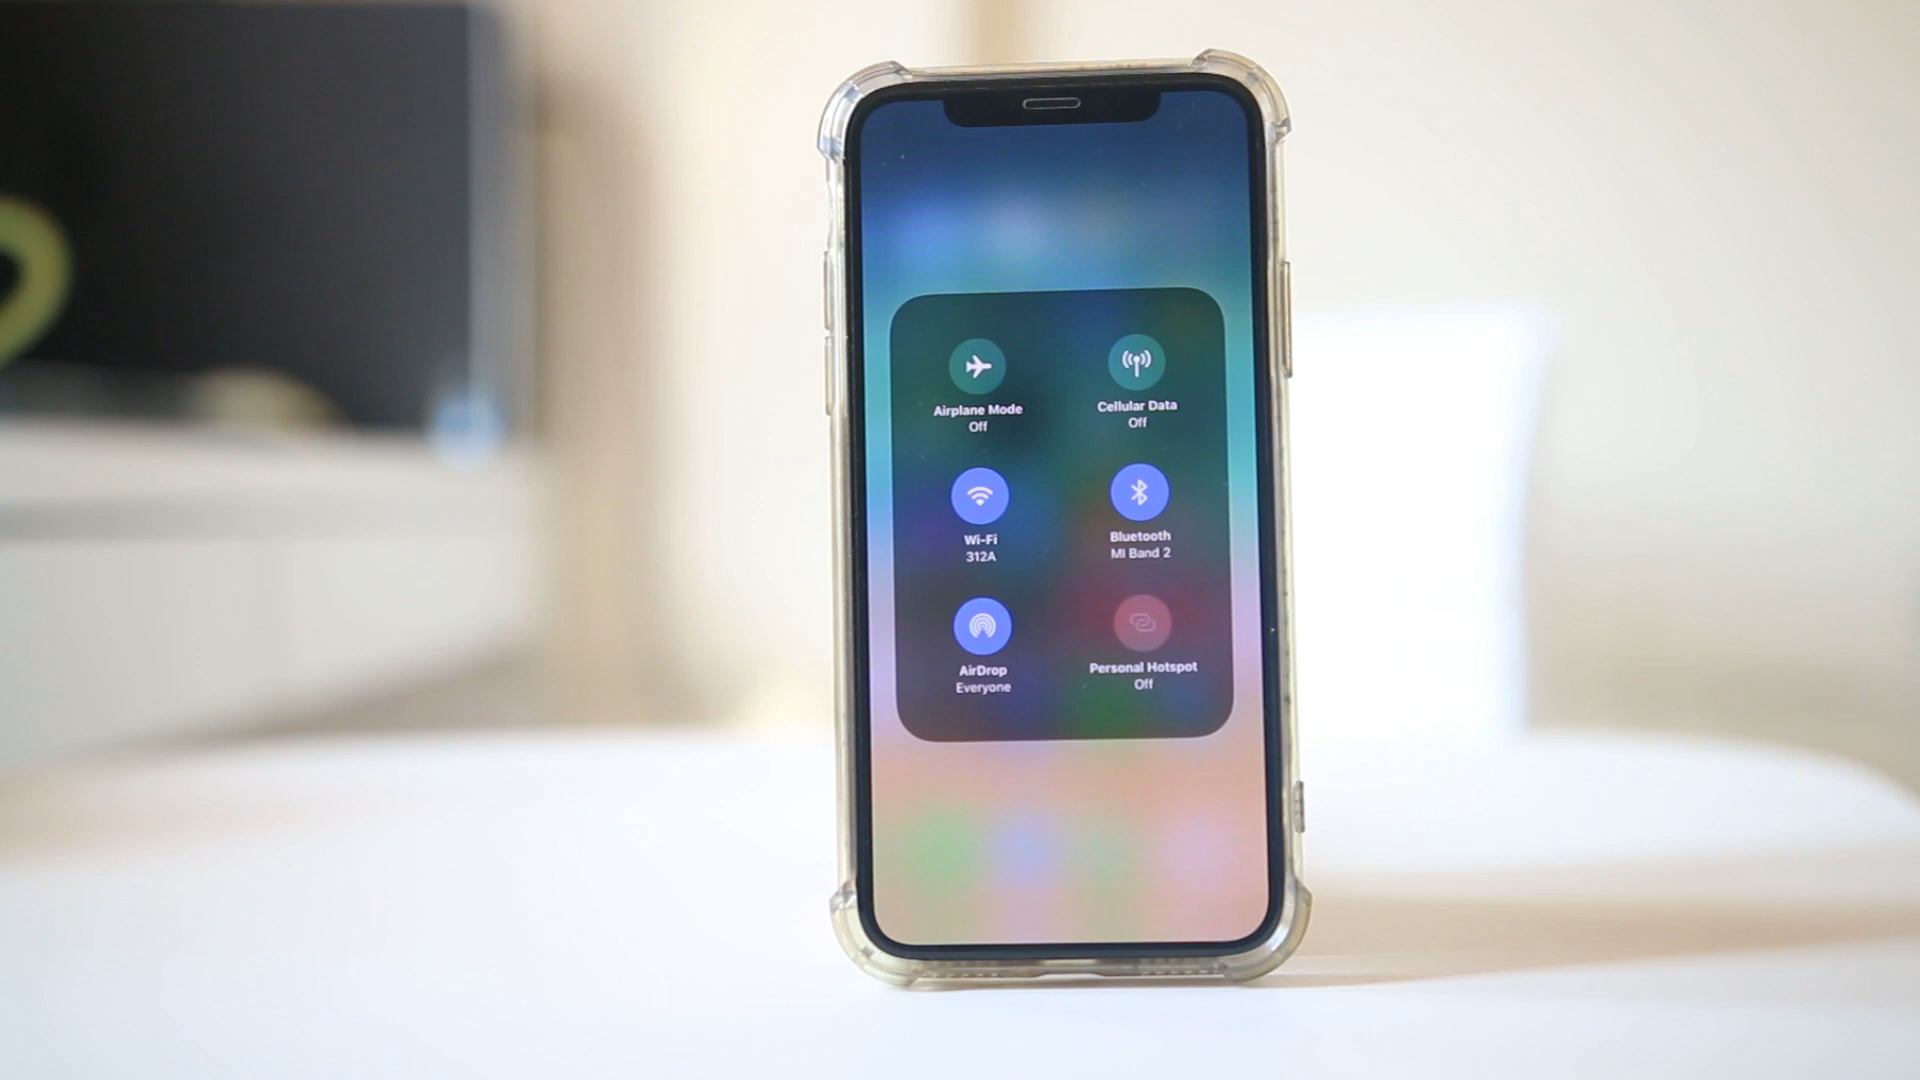 Airplane Mode
Off
Cellular Data
Off
Wi-Fi
312A
Bluetooth
MI Band 2
AirDrop
Everyone
Personal Hotspot
Off